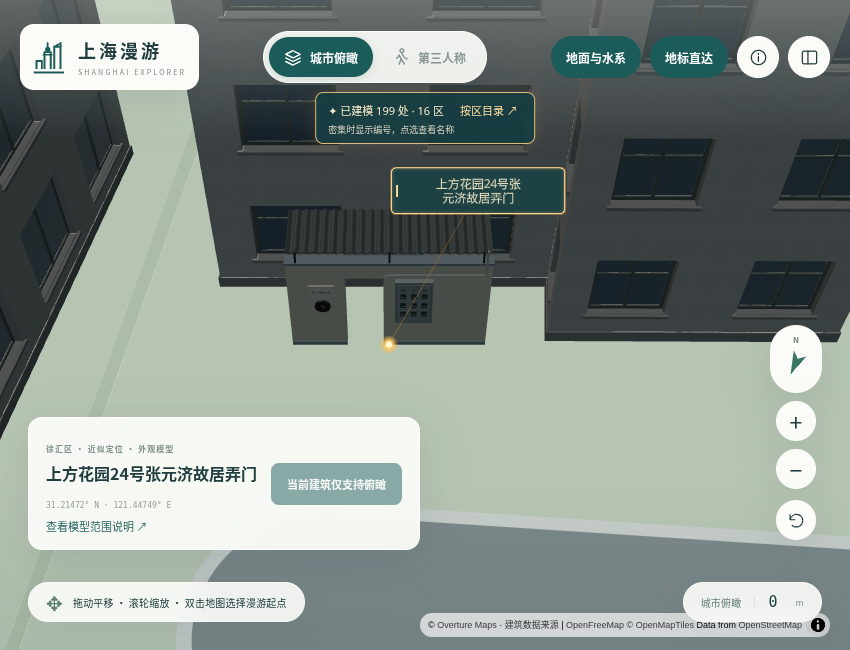 上海漫游
SHANGHAI EXPLORER
城市俯瞰
第三人称
地面与水系
地标直达
✦ 已建模 199 处 · 16 区 按区目录 ↗
密集时显示编号，点选查看名称
上方花园24号张
元济故居弄门
N
徐汇区 · 近似定位 · 外观模型
上方花园24号张元济故居弄门
当前建筑仅支持俯瞰
31.21472° N · 121.44749° E
查看模型范围说明 ↗
+
−
拖动平移 · 滚轮缩放 · 双击地图选择漫游起点
城市俯瞰 0 m
© Overture Maps · 建筑数据来源 | OpenFreeMap © OpenMapTiles Data from OpenStreetMap